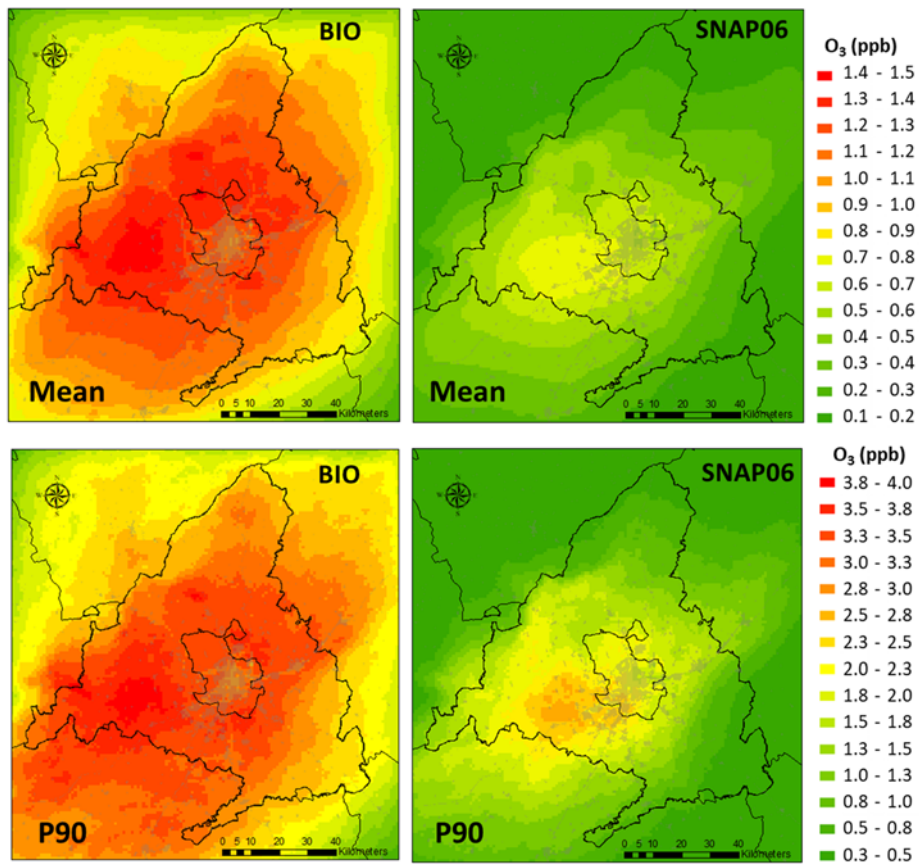 BIO
N
W E
S
Mean
0 5 10 20 30 40
Kilometers
SNAP06
N
W E
S
Mean
0 5 10 20 30 40
Kilometers
O₃ (ppb)
1.4 - 1.5
1.3 - 1.4
1.2 - 1.3
1.1 - 1.2
1.0 - 1.1
0.9 - 1.0
0.8 - 0.9
0.7 - 0.8
0.6 - 0.7
0.5 - 0.6
0.4 - 0.5
0.3 - 0.4
0.2 - 0.3
0.1 - 0.2
BIO
N
W E
S
P90
0 5 10 20 30 40
Kilometers
SNAP06
N
W E
S
P90
0 5 10 20 30 40
Kilometers
O₃ (ppb)
3.8 - 4.0
3.5 - 3.8
3.3 - 3.5
3.0 - 3.3
2.8 - 3.0
2.5 - 2.8
2.3 - 2.5
2.0 - 2.3
1.8 - 2.0
1.5 - 1.8
1.3 - 1.5
1.0 - 1.3
0.8 - 1.0
0.5 - 0.8
0.3 - 0.5